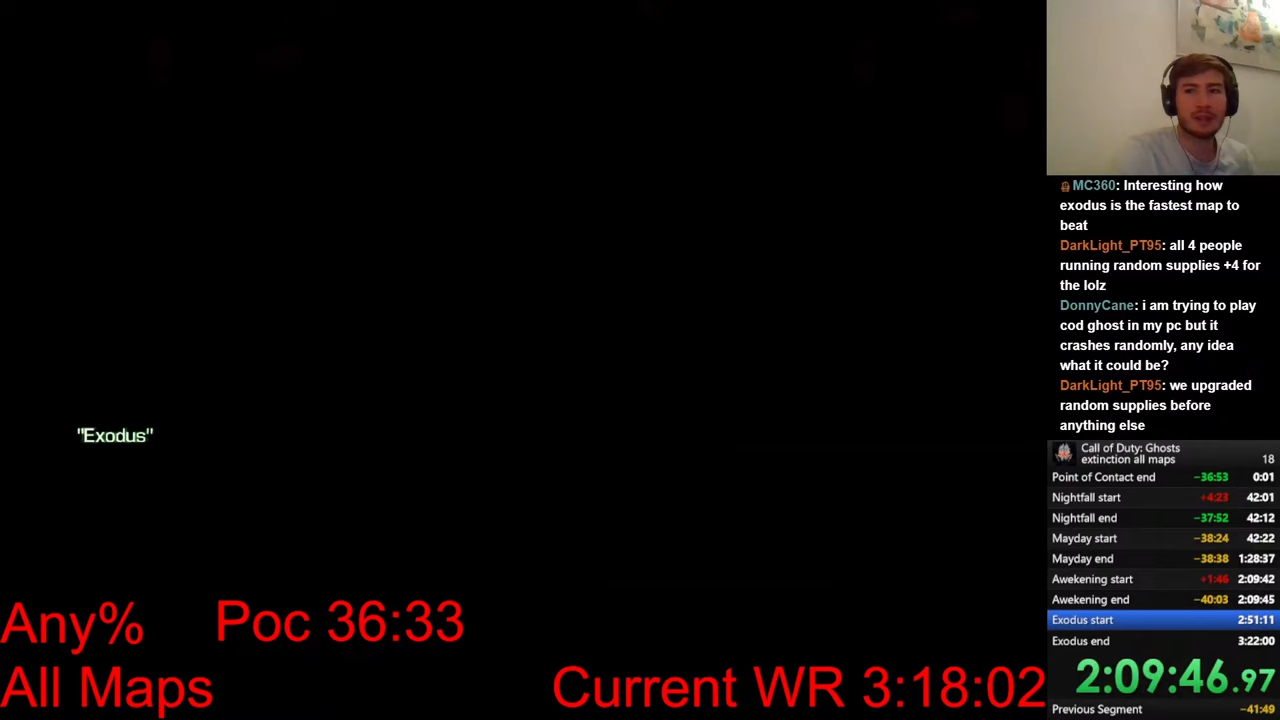 MC360: Interesting how
exodus is the fastest map to
beat
DarkLight_PT95: all 4 people
running random supplies +4 for
the lolz
DonnyCane: i am trying to play
cod ghost in my pc but it
crashes randomly, any idea
what it could be?
DarkLight_PT95: we upgraded
random supplies before
anything else
"Exodus"
Call of Duty: Ghosts
extinction all maps 18
Point of Contact end −36:53 0:01
Nightfall start +4:23 42:01
Nightfall end −37:52 42:12
Mayday start −38:24 42:22
Mayday end −38:38 1:28:37
Awekening start +1:46 2:09:42
Awekening end −40:03 2:09:45
Exodus start 2:51:11
Exodus end 3:22:00
2:09:46.97
Previous Segment −41:49
Any% Poc 36:33
All Maps Current WR 3:18:02